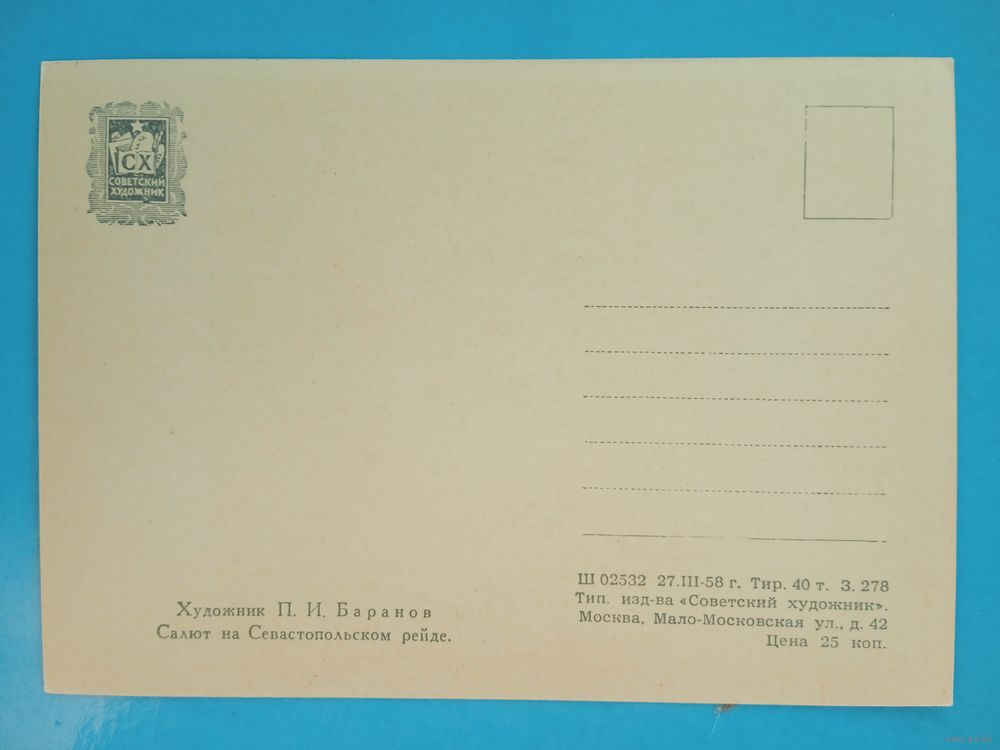 СХ
СОВЕТСКИЙ
ХУДОЖНИК
Художник П. И. Баранов
Салют на Севастопольском рейде.
Ш 02532 27.III-58 г. Тир. 40 т. З. 278
Тип. изд-ва «Советский художник».
Москва, Мало-Московская ул., д. 42
Цена 25 коп.